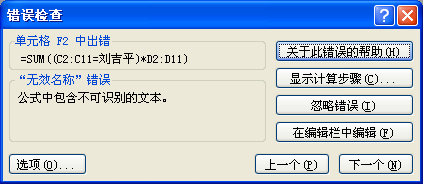 错误检查
单元格 F2 中出错
=SUM((C2:C11=刘吉平)*D2:D11)
“无效名称”错误
公式中包含不可识别的文本。
关于此错误的帮助(H)
显示计算步骤(C)...
忽略错误(I)
在编辑栏中编辑(F)
选项(O)...
上一个(P)
下一个(N)